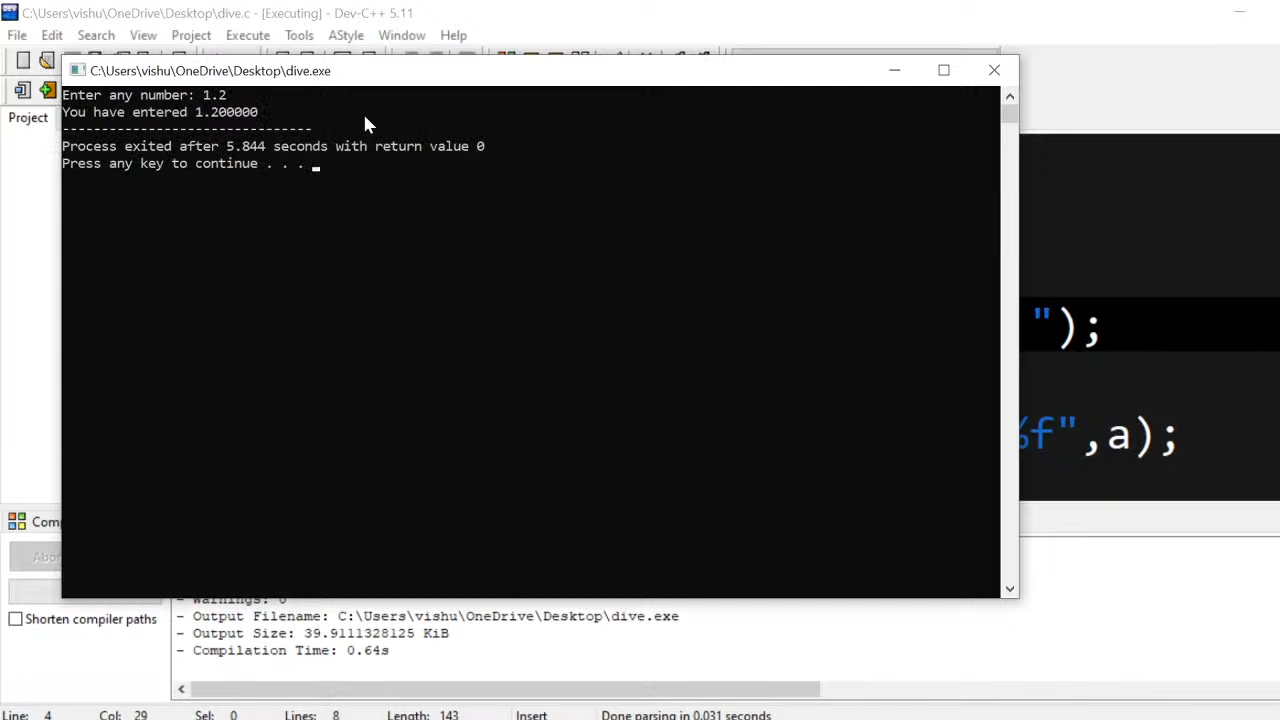 C:\Users\vishu\OneDrive\Desktop\dive.c - [Executing] - Dev-C++ 5.11
File Edit Search View Project Execute Tools AStyle Window Help
C:\Users\vishu\OneDrive\Desktop\dive.exe
Enter any number: 1.2
You have entered 1.200000
--------------------------------
Process exited after 5.844 seconds with return value 0
Press any key to continue . . .
Project
");
%f",a);
Comp
Abor
- Warnings: 0
- Output Filename: C:\Users\vishu\OneDrive\Desktop\dive.exe
- Output Size: 39.9111328125 KiB
- Compilation Time: 0.64s
Shorten compiler paths
Line: 4 Col: 29 Sel: 0 Lines: 8 Length: 143 Insert Done parsing in 0.031 seconds